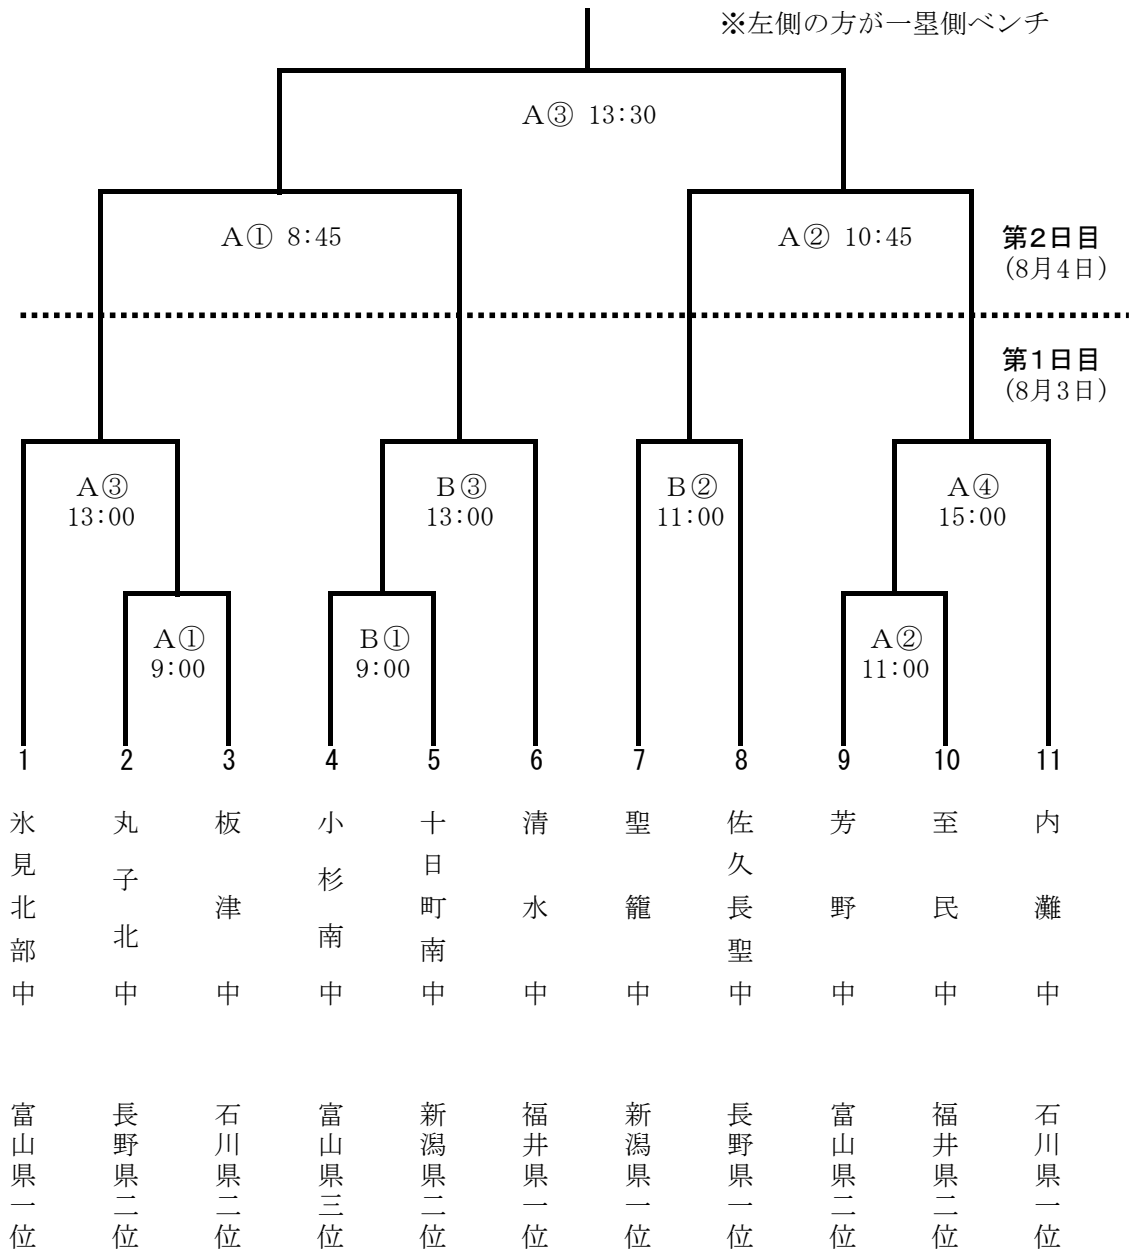 ※左側の方が一塁側ベンチ
A③ 13:30
A① 8:45
A② 10:45
第2日目
(8月4日)
第1日目
(8月3日)
A③
13:00
B③
13:00
B②
11:00
A④
15:00
A①
9:00
B①
9:00
A②
11:00
1
2
3
4
5
6
7
8
9
10
11
氷見北部中
丸子北中
板津中
小杉南中
十日町南中
清水中
聖籠中
佐久長聖中
芳野中
至民中
内灘中
富山県一位
長野県二位
石川県二位
富山県三位
新潟県二位
福井県一位
新潟県一位
長野県一位
富山県二位
福井県二位
石川県一位